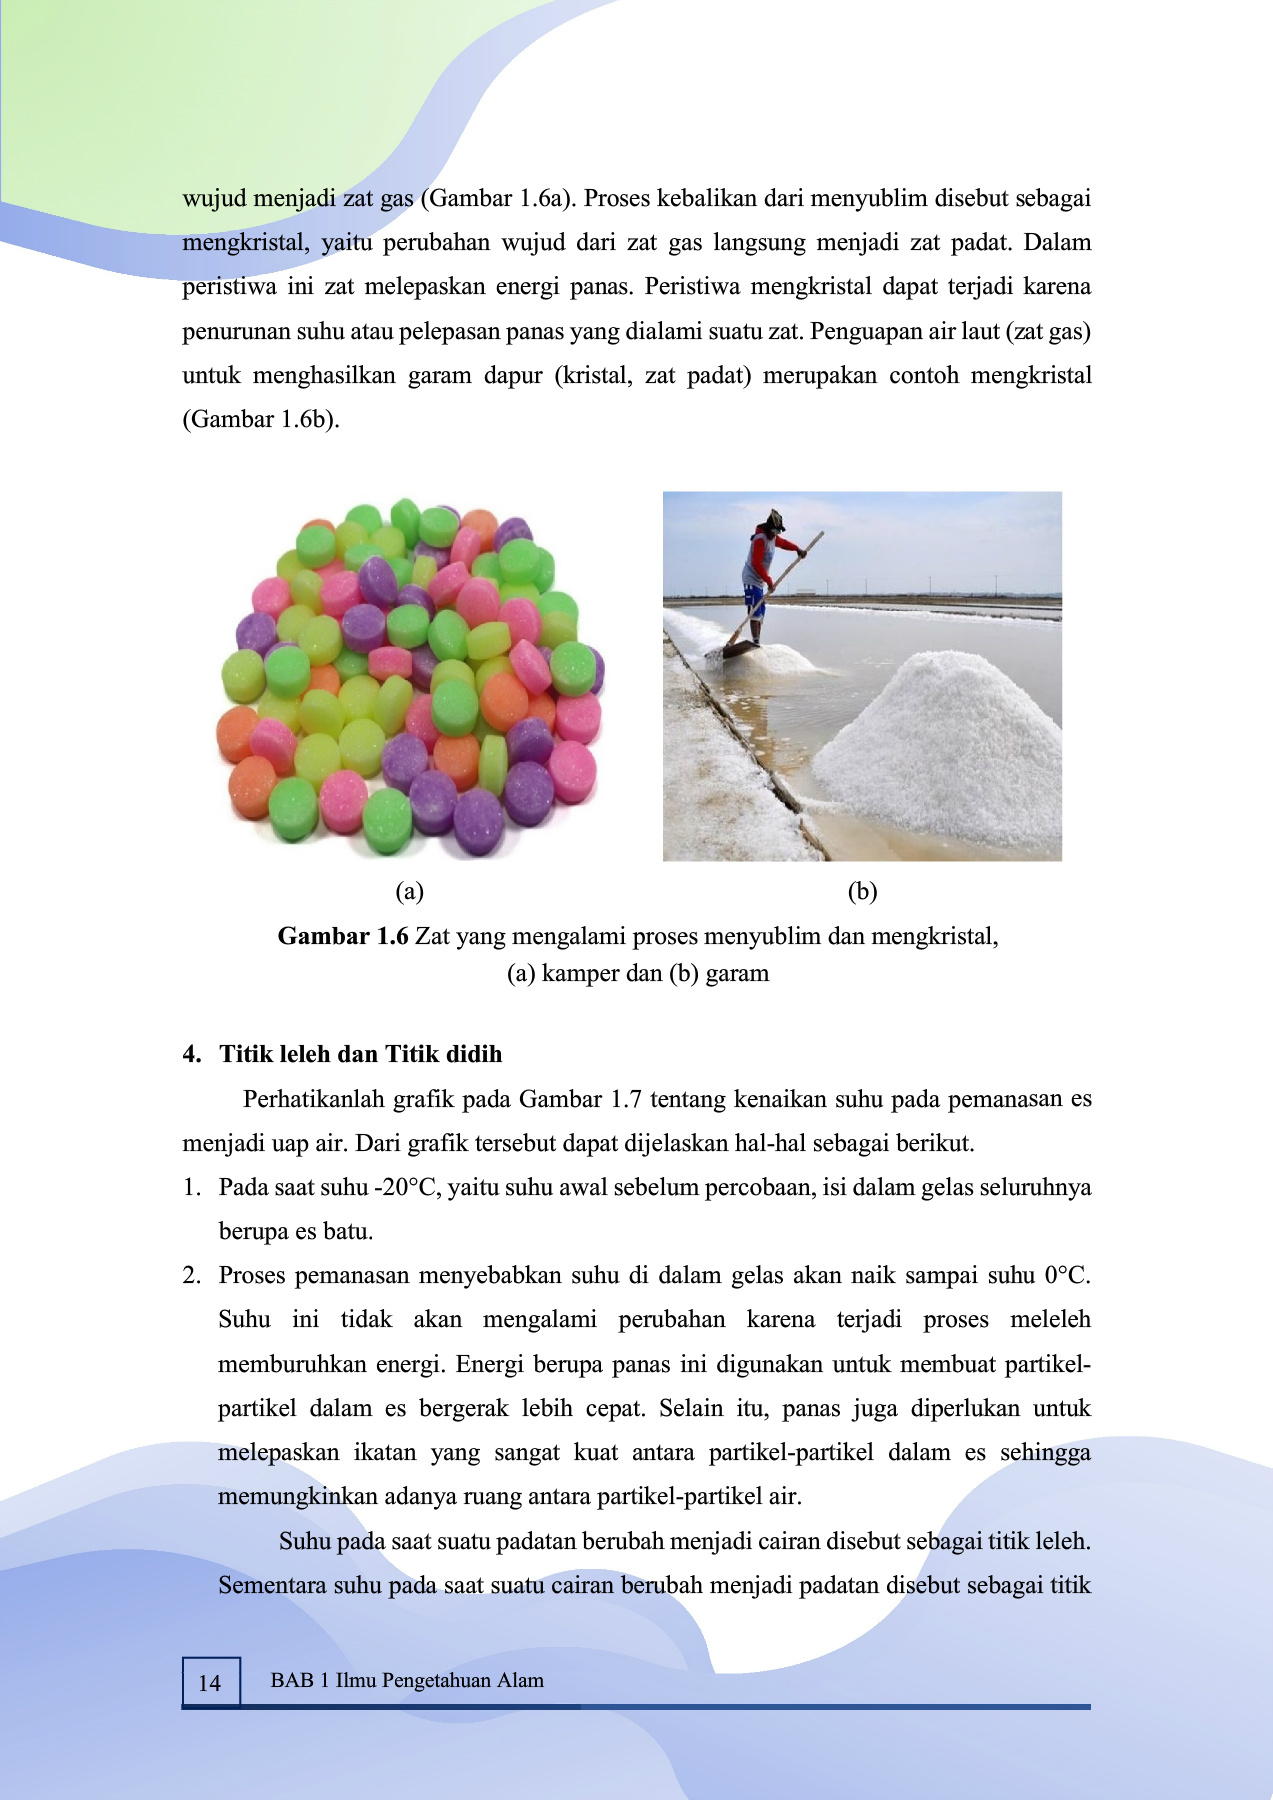 wujud menjadi zat gas (Gambar 1.6a). Proses kebalikan dari menyublim disebut sebagai
mengkristal, yaitu perubahan wujud dari zat gas langsung menjadi zat padat. Dalam
peristiwa ini zat melepaskan energi panas. Peristiwa mengkristal dapat terjadi karena
penurunan suhu atau pelepasan panas yang dialami suatu zat. Penguapan air laut (zat gas)
untuk menghasilkan garam dapur (kristal, zat padat) merupakan contoh mengkristal
(Gambar 1.6b).
(a)
(b)
Gambar 1.6 Zat yang mengalami proses menyublim dan mengkristal,
(a) kamper dan (b) garam
4. Titik leleh dan Titik didih
Perhatikanlah grafik pada Gambar 1.7 tentang kenaikan suhu pada pemanasan es
menjadi uap air. Dari grafik tersebut dapat dijelaskan hal-hal sebagai berikut.
1. Pada saat suhu -20°C, yaitu suhu awal sebelum percobaan, isi dalam gelas seluruhnya
berupa es batu.
2. Proses pemanasan menyebabkan suhu di dalam gelas akan naik sampai suhu 0°C.
Suhu ini tidak akan mengalami perubahan karena terjadi proses meleleh
memburuhkan energi. Energi berupa panas ini digunakan untuk membuat partikel-
partikel dalam es bergerak lebih cepat. Selain itu, panas juga diperlukan untuk
melepaskan ikatan yang sangat kuat antara partikel-partikel dalam es sehingga
memungkinkan adanya ruang antara partikel-partikel air.
Suhu pada saat suatu padatan berubah menjadi cairan disebut sebagai titik leleh.
Sementara suhu pada saat suatu cairan berubah menjadi padatan disebut sebagai titik
14
BAB 1 Ilmu Pengetahuan Alam